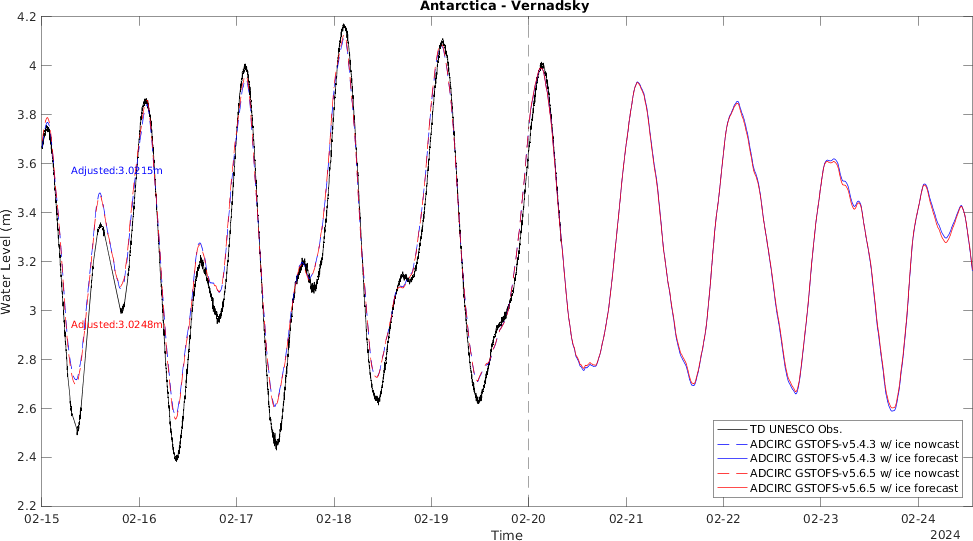 Antarctica - Vernadsky
4.2
4
3.8
3.6
3.4
3.2
3
2.8
2.6
2.4
2.2
Water Level (m)
Adjusted:3.0215m
Adjusted:3.0248m
TD UNESCO Obs.
ADCIRC GSTOFS-v5.4.3 w/ ice nowcast
ADCIRC GSTOFS-v5.4.3 w/ ice forecast
ADCIRC GSTOFS-v5.6.5 w/ ice nowcast
ADCIRC GSTOFS-v5.6.5 w/ ice forecast
02-15 02-16 02-17 02-18 02-19 02-20 02-21 02-22 02-23 02-24
Time
2024